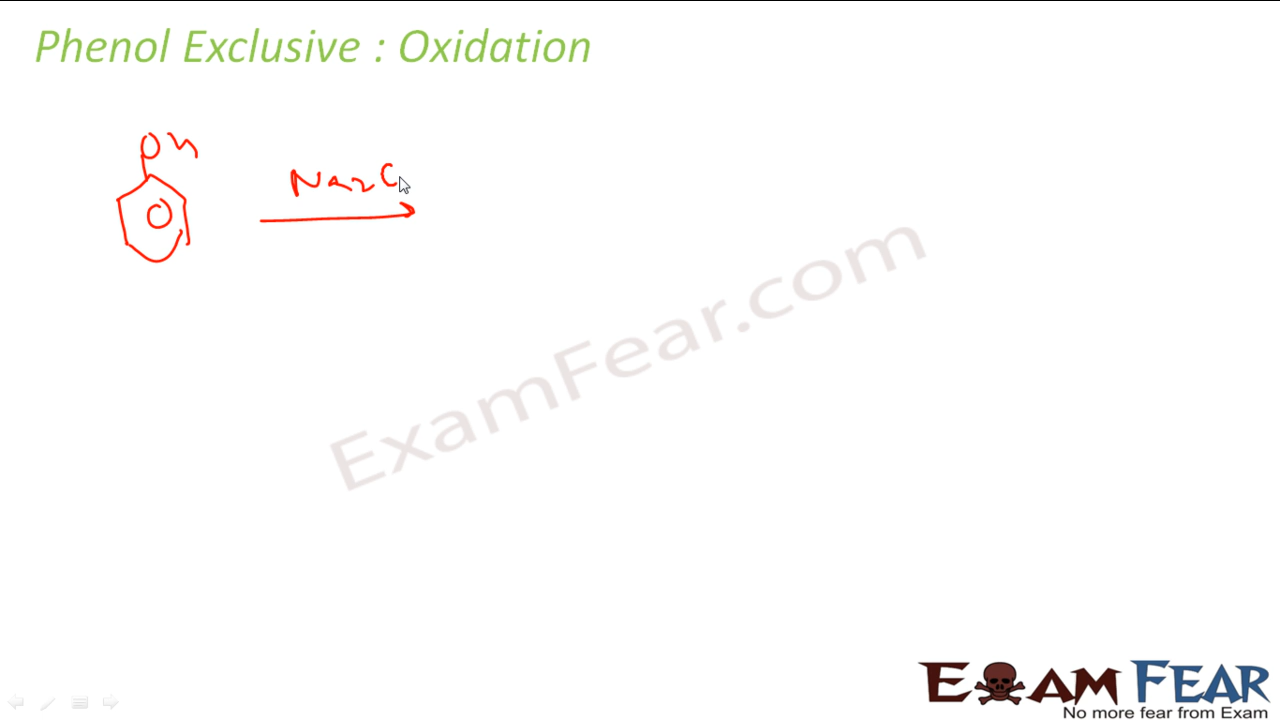 Phenol Exclusive : Oxidation
OH
Na2C
ExamFear.com
EXAM FEAR
No more fear from Exam